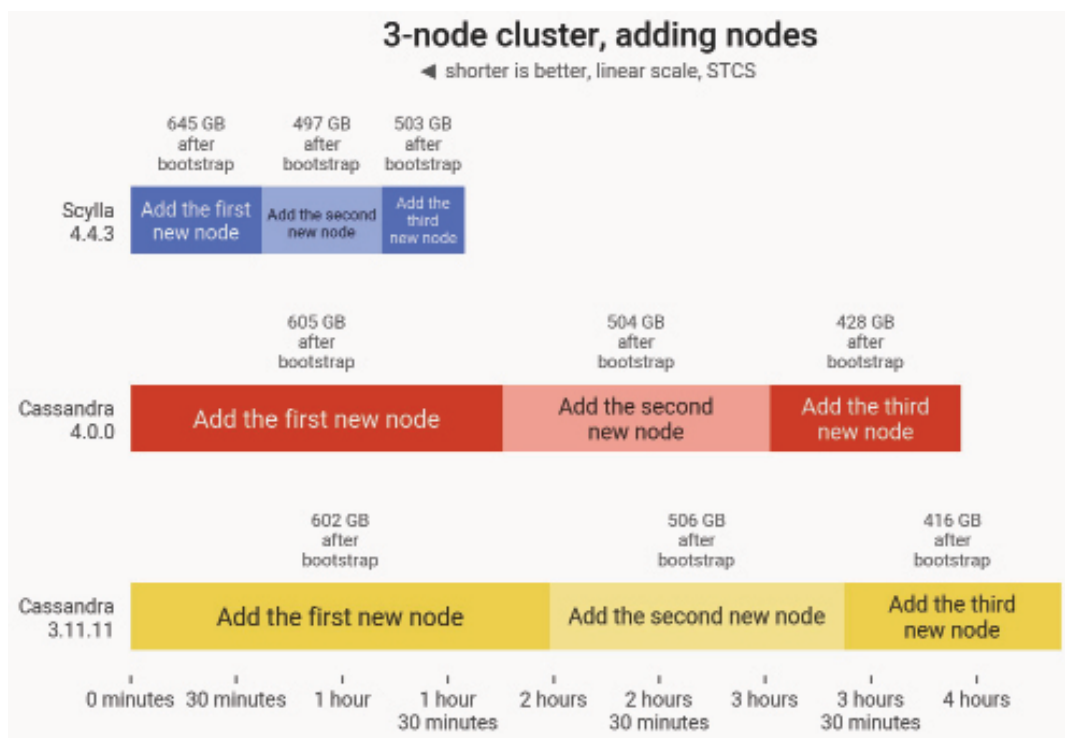 3-node cluster, adding nodes
◄ shorter is better, linear scale, STCS
645 GB
after
bootstrap
497 GB
after
bootstrap
503 GB
after
bootstrap
Scylla
4.4.3
Add the first
new node
Add the second
new node
Add the
third
new node
605 GB
after
bootstrap
504 GB
after
bootstrap
428 GB
after
bootstrap
Cassandra
4.0.0
Add the first new node
Add the second
new node
Add the third
new node
602 GB
after
bootstrap
506 GB
after
bootstrap
416 GB
after
bootstrap
Cassandra
3.11.11
Add the first new node
Add the second new node
Add the third
new node
0 minutes
30 minutes
1 hour
1 hour
30 minutes
2 hours
2 hours
30 minutes
3 hours
3 hours
30 minutes
4 hours